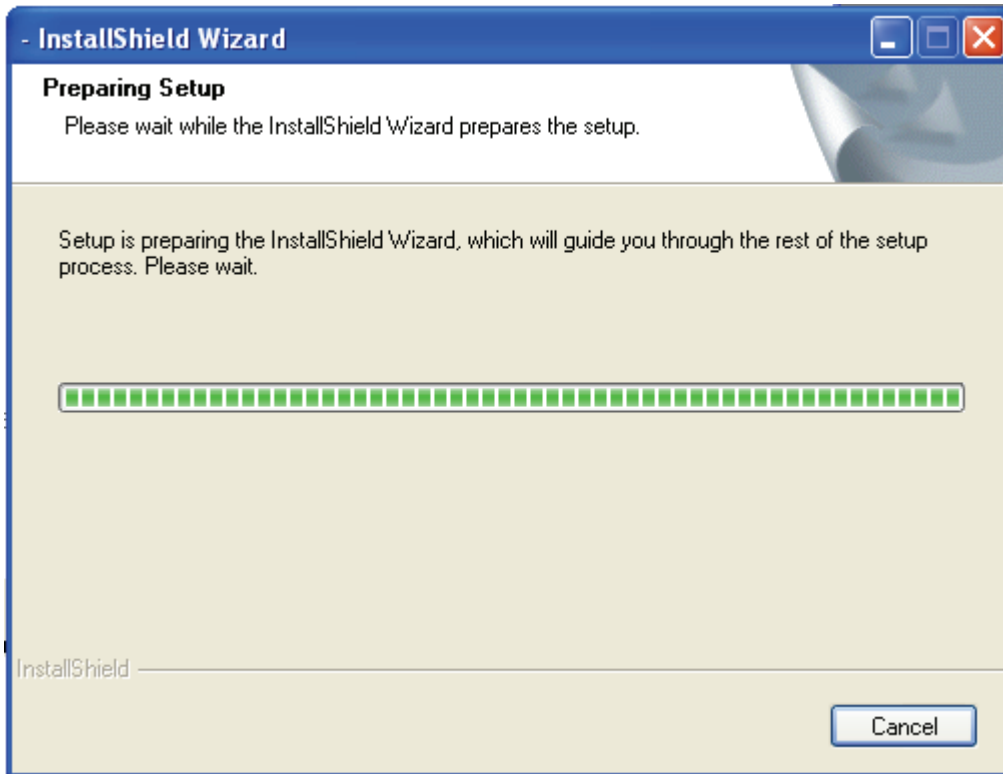 - InstallShield Wizard
Preparing Setup
Please wait while the InstallShield Wizard prepares the setup.
Setup is preparing the InstallShield Wizard, which will guide you through the rest of the setup
process. Please wait.
InstallShield
Cancel